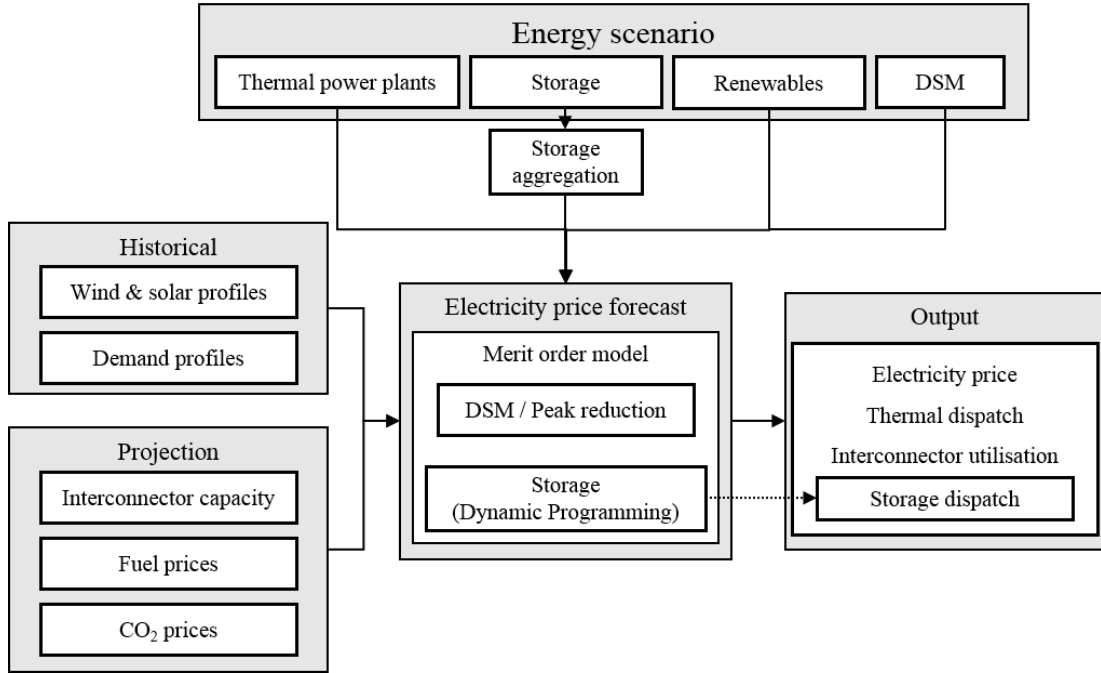 Energy scenario
Thermal power plants
Storage
Renewables
DSM
Storage
aggregation
Historical
Wind & solar profiles
Demand profiles
Projection
Interconnector capacity
Fuel prices
CO₂ prices
Electricity price forecast
Merit order model
DSM / Peak reduction
Storage
(Dynamic Programming)
Output
Electricity price
Thermal dispatch
Interconnector utilisation
Storage dispatch